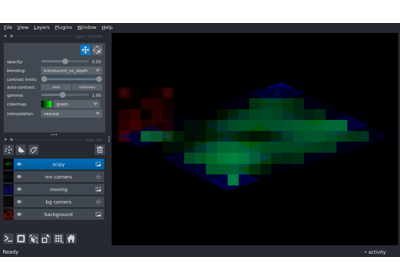 File View Layers Plugins Window Help
opacity: 0.50
blending: translucent_no_depth
contrast limits:
auto-contrast: once continuous
gamma: 1.00
colormap: green
interpolation: nearest
scipy
mv corners
moving
bg corners
background
Ready activity